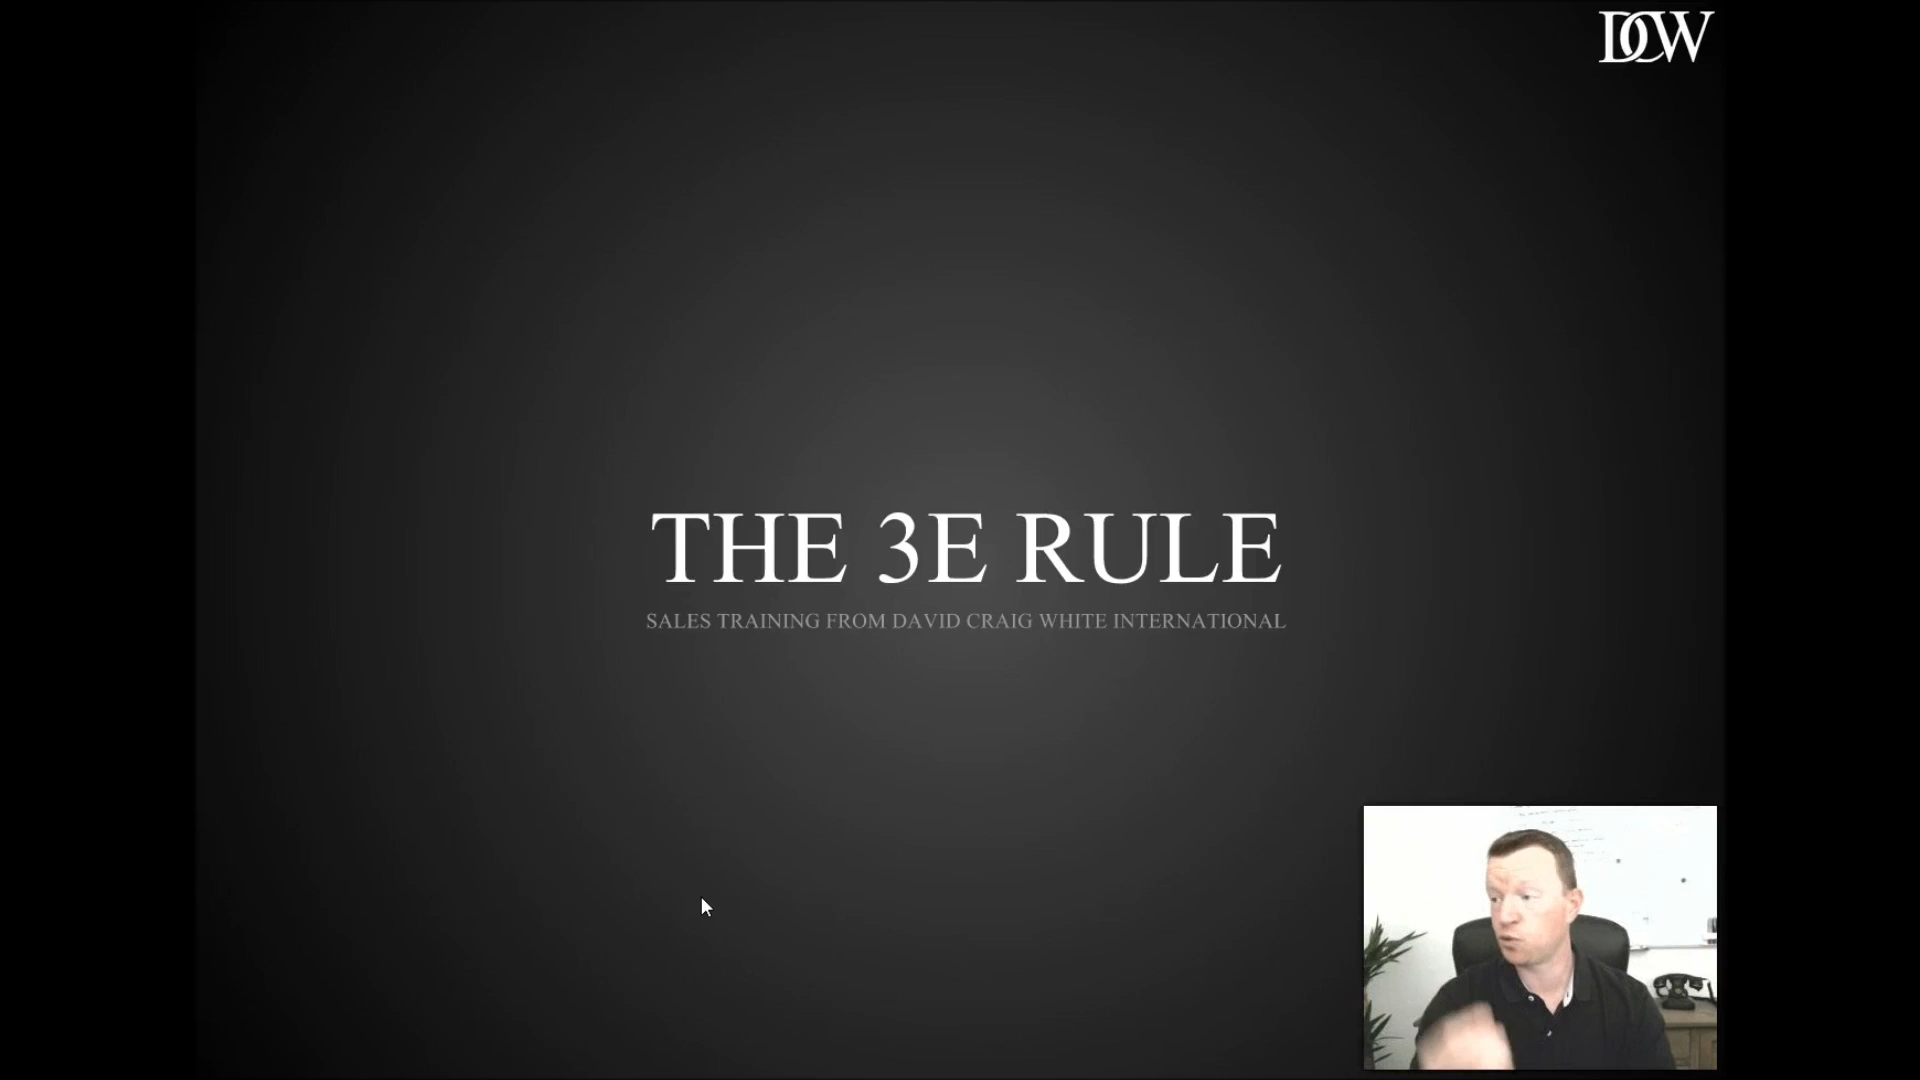 DCW
THE 3E RULE
SALES TRAINING FROM DAVID CRAIG WHITE INTERNATIONAL